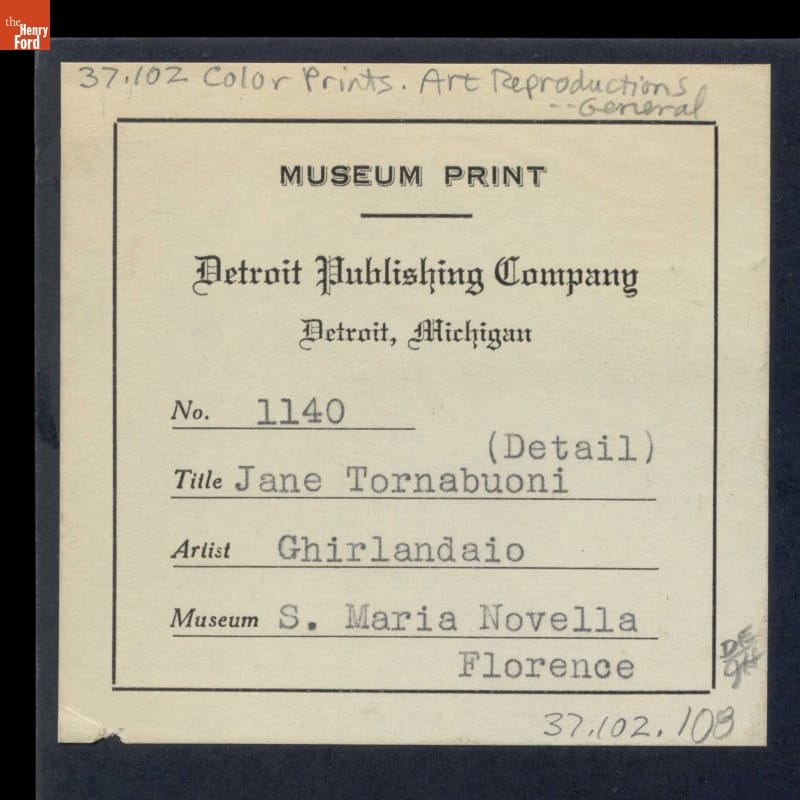 the
Henry
Ford
37.102 Color Prints. Art Reproductions
--General
MUSEUM PRINT
Detroit Publishing Company
Detroit, Michigan
No. 1140
(Detail)
Title Jane Tornabuoni
Artist Ghirlandaio
Museum S. Maria Novella
Florence
DE
37.102.108